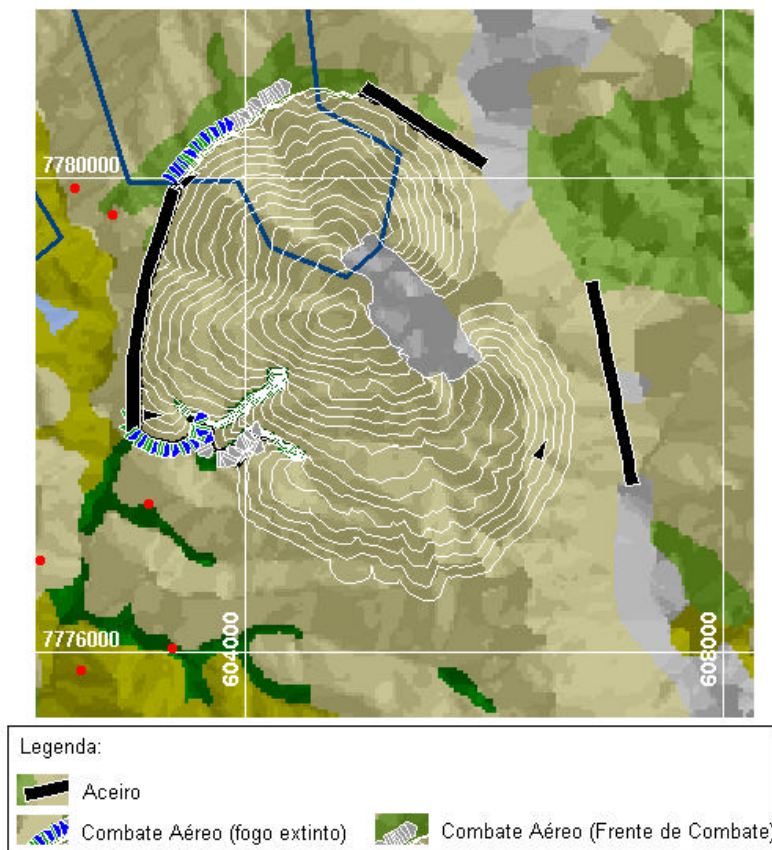 7780000
7776000
604000
608000
Legenda:
Aceiro
Combate Aéreo (fogo extinto)
Combate Aéreo (Frente de Combate)